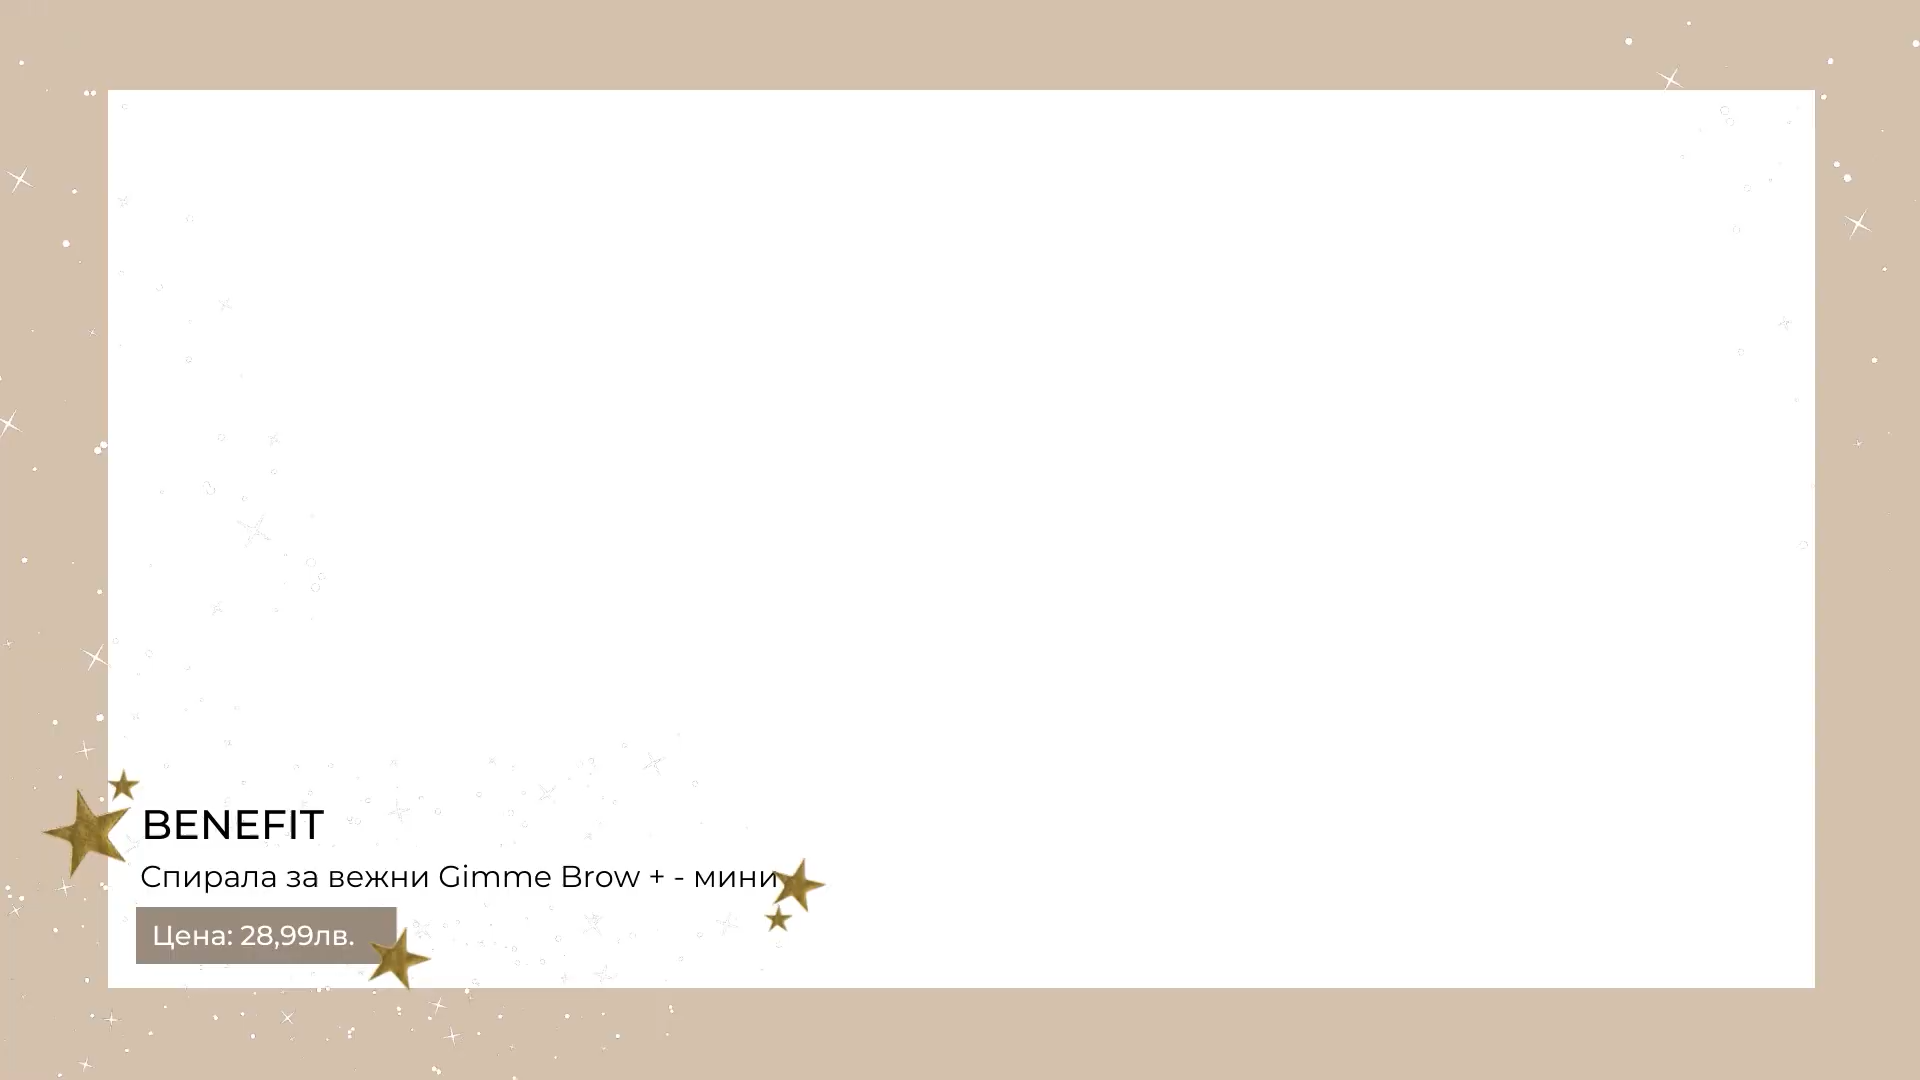 BENEFIT
Спирала за вежни Gimme Brow + - мини
Цена: 28,99лв.